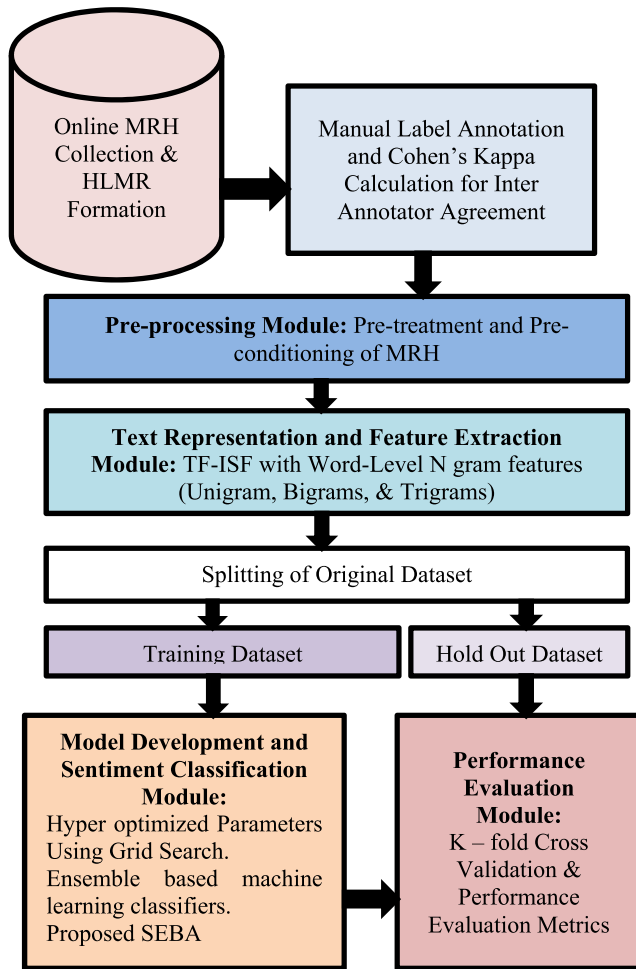 Online MRH
Collection &
HLMR
Formation
Manual Label Annotation
and Cohen's Kappa
Calculation for Inter
Annotator Agreement
Pre-processing Module: Pre-treatment and Pre-
conditioning of MRH
Text Representation and Feature Extraction
Module: TF-ISF with Word-Level N gram features
(Unigram, Bigrams, & Trigrams)
Splitting of Original Dataset
Training Dataset
Hold Out Dataset
Model Development and
Sentiment Classification
Module:
Hyper optimized Parameters
Using Grid Search.
Ensemble based machine
learning classifiers.
Proposed SEBA
Performance
Evaluation
Module:
K – fold Cross
Validation &
Performance
Evaluation Metrics